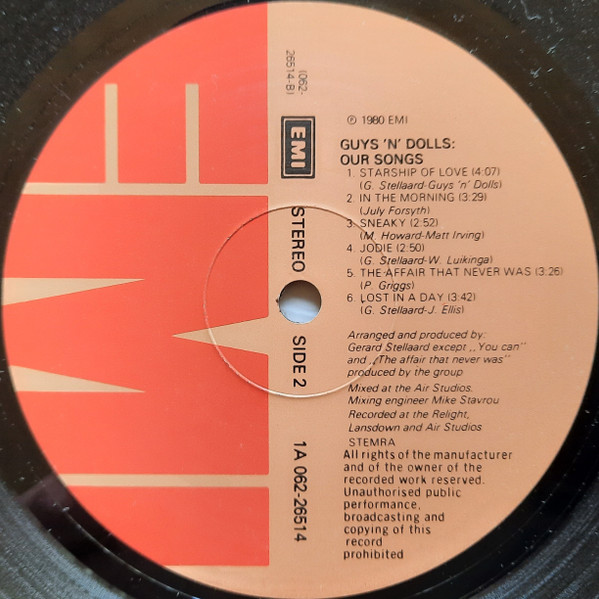 (062-
26514-B)
EMI
STEREO
SIDE 2
1A 062-26514
℗ 1980 EMI
GUYS 'N' DOLLS:
OUR SONGS
1. STARSHIP OF LOVE (4:07)
(G. Stellaard-Guys 'n' Dolls)
2. IN THE MORNING (3:29)
(July Forsyth)
3. SNEAKY (2:52)
(M. Howard-Matt Irving)
4. JODIE (2:50)
(G. Stellaard-W. Luikinga)
5. THE AFFAIR THAT NEVER WAS (3:26)
(P. Griggs)
6. LOST IN A DAY (3:42)
(G. Stellaard-J. Ellis)
Arranged and produced by:
Gerard Stellaard except ,,You can"
and ,,The affair that never was"
produced by the group
Mixed at the Air Studios.
Mixing engineer Mike Stavrou
Recorded at the Relight,
Lansdown and Air Studios
STEMRA
All rights of the manufacturer
and of the owner of the
recorded work reserved.
Unauthorised public
performance,
broadcasting and
copying of this
record
prohibited